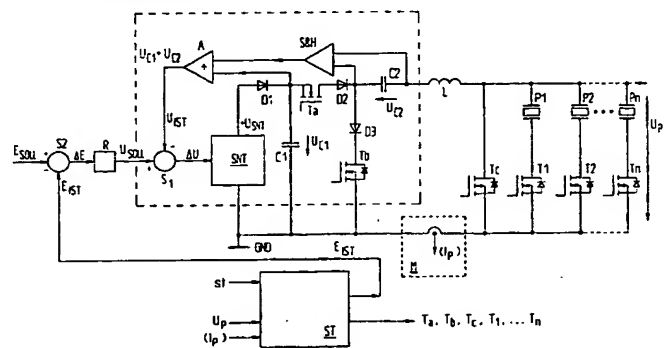 A
S&H
U_C1 + U_C2
C2
L
D1
Ta
D2
U_C2
P1
P2
Pn
U_IST
+U_SNT
D3
U_P
S2
R
E_SOLL
+
ΔE
U_SOLL
ΔU
SNT
C1
U_C1
Tb
Tc
T1
T2
Tn
S1
E_IST
GND
E_IST
(I_P)
M
st
U_P
(I_P)
ST
Ta, Tb, Tc, T1, ... Tn